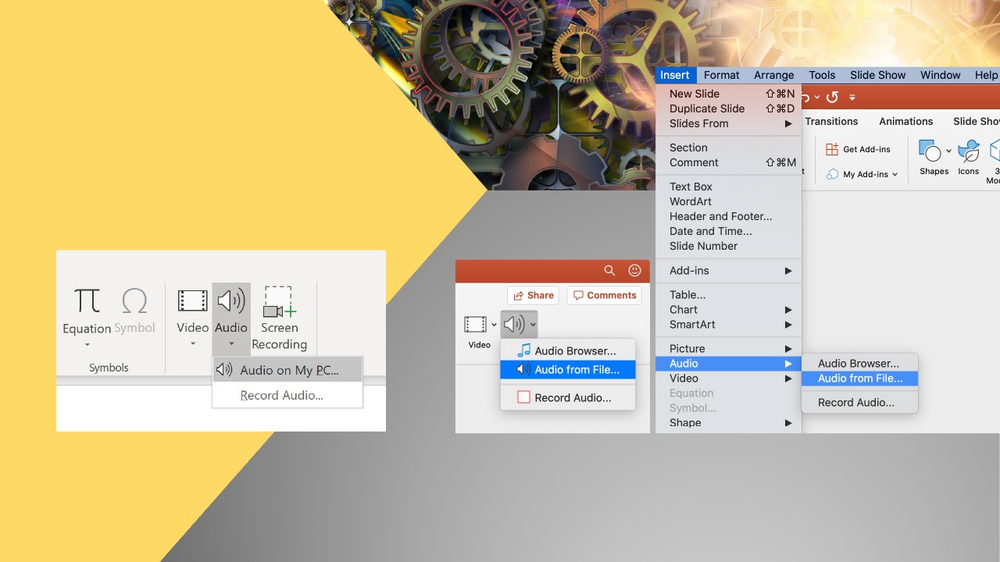 Equation Symbol
Symbols
Video Audio Screen
Recording
Audio on My PC...
Record Audio...
Share Comments
Video
Audio Browser...
Audio from File...
Record Audio...
Insert Format Arrange Tools Slide Show Window Help
New Slide ⇧⌘N
Duplicate Slide ⇧⌘D
Slides From
Section
Comment ⇧⌘M
Text Box
WordArt
Header and Footer...
Date and Time...
Slide Number
Add-ins
Table...
Chart
SmartArt
Picture
Audio
Video
Equation
Symbol...
Shape
Audio Browser...
Audio from File...
Record Audio...
Transitions Animations Slide
Get Add-ins
My Add-ins
Shapes Icons